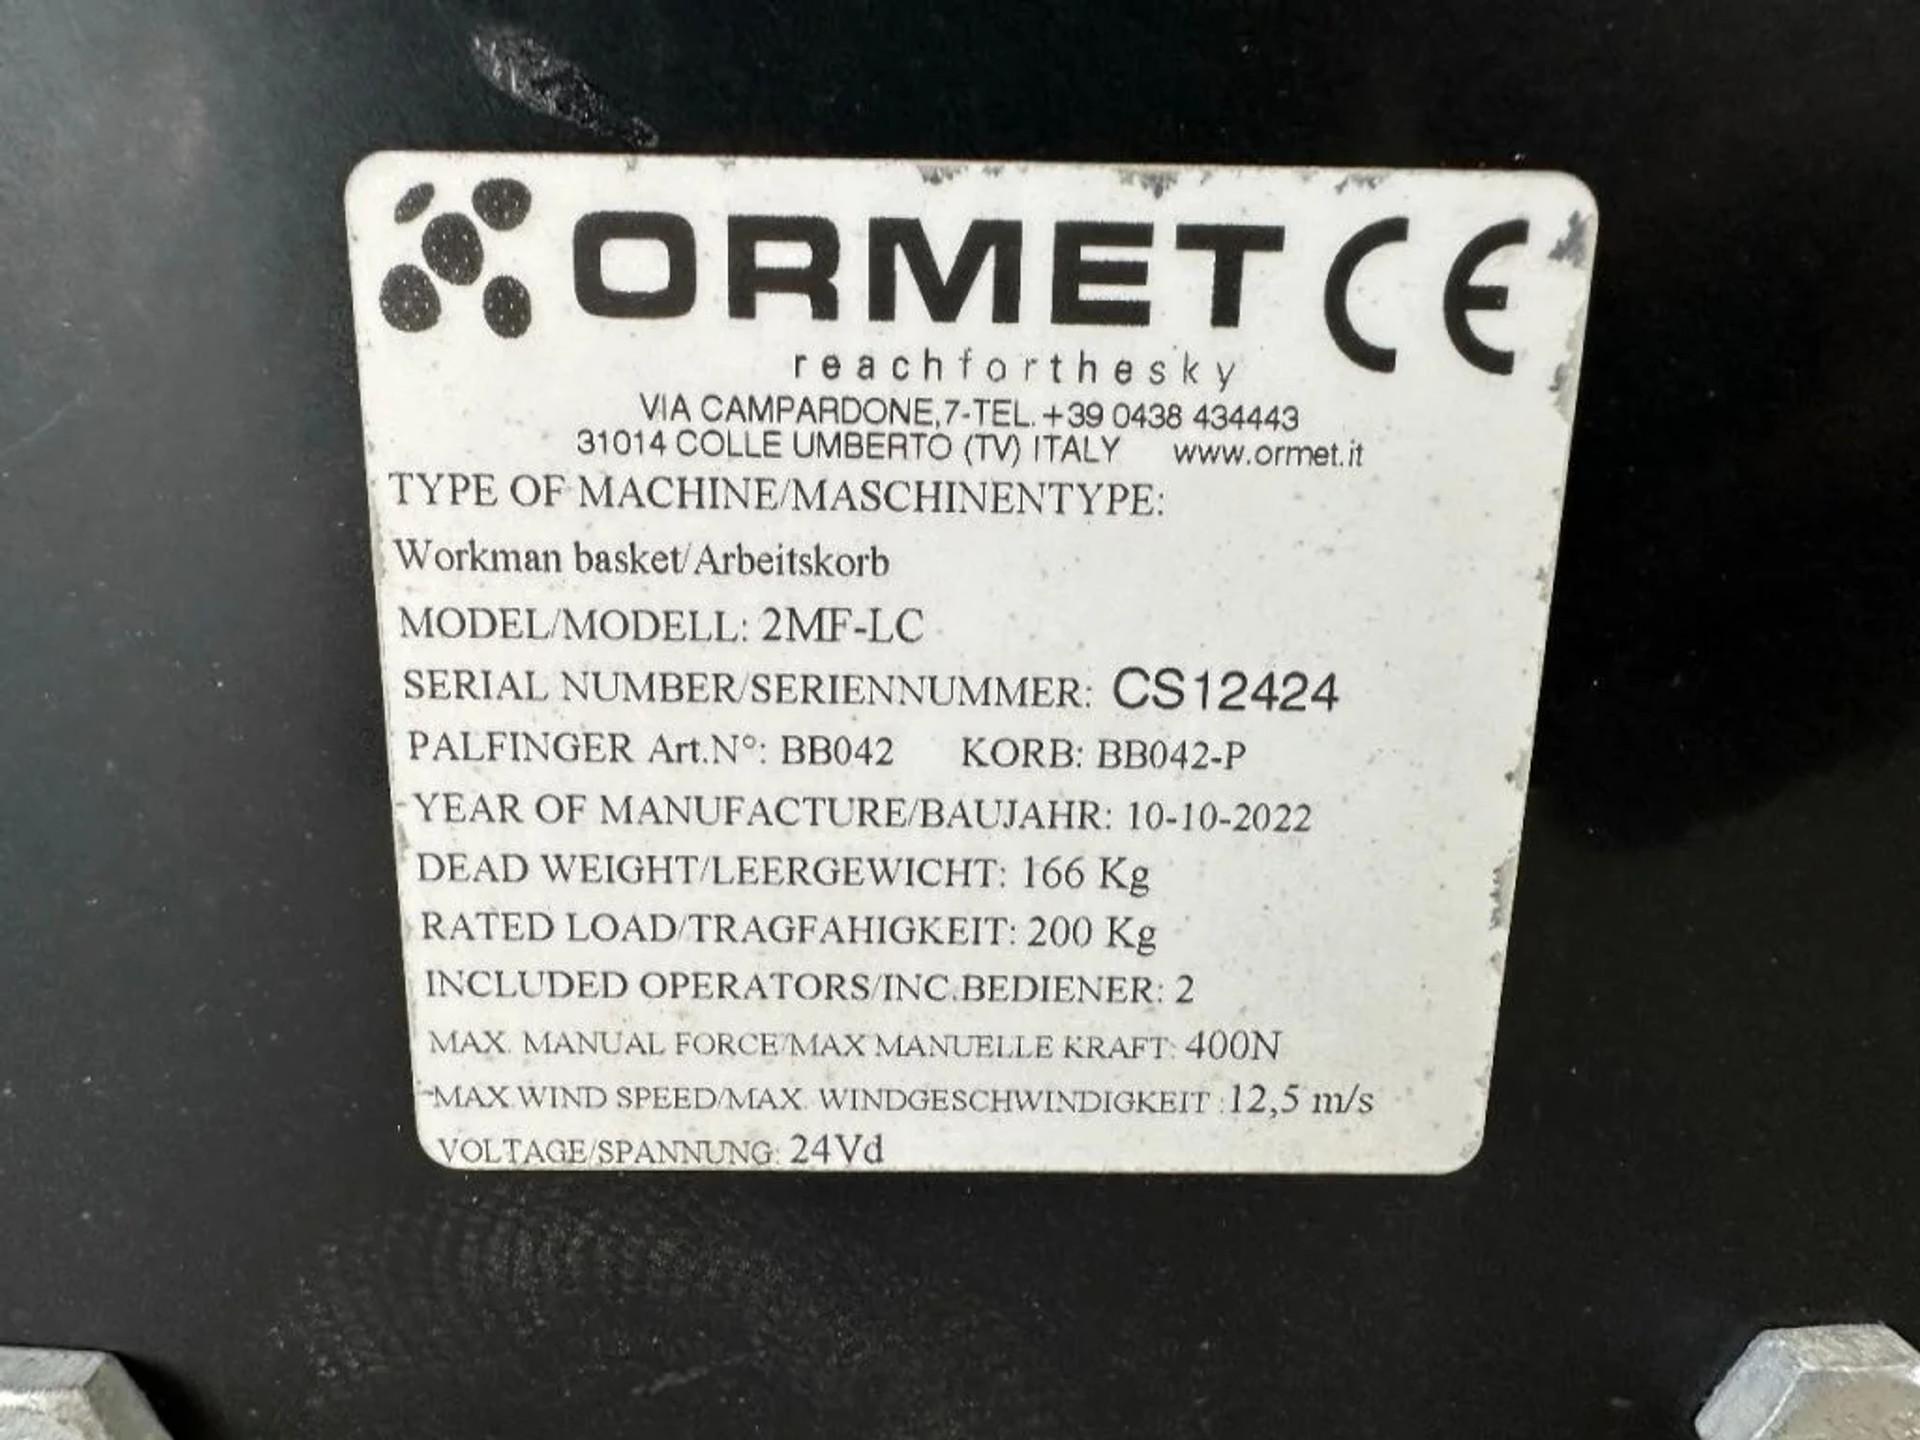 ORMET CE
reachforthesky
VIA CAMPARDONE,7-TEL. +39 0438 434443
31014 COLLE UMBERTO (TV) ITALY www.ormet.it
TYPE OF MACHINE/MASCHINENTYPE:
Workman basket/Arbeitskorb
MODEL/MODELL: 2MF-LC
SERIAL NUMBER/SERIENNUMMER: CS12424
PALFINGER Art.N°: BB042 KORB: BB042-P
YEAR OF MANUFACTURE/BAUJAHR: 10-10-2022
DEAD WEIGHT/LEERGEWICHT: 166 Kg
RATED LOAD/TRAGFAHIGKEIT: 200 Kg
INCLUDED OPERATORS/INC.BEDIENER: 2
MAX. MANUAL FORCE/MAX MANUELLE KRAFT: 400N
MAX.WIND SPEED/MAX. WINDGESCHWINDIGKEIT :12,5 m/s
VOLTAGE/SPANNUNG: 24Vd